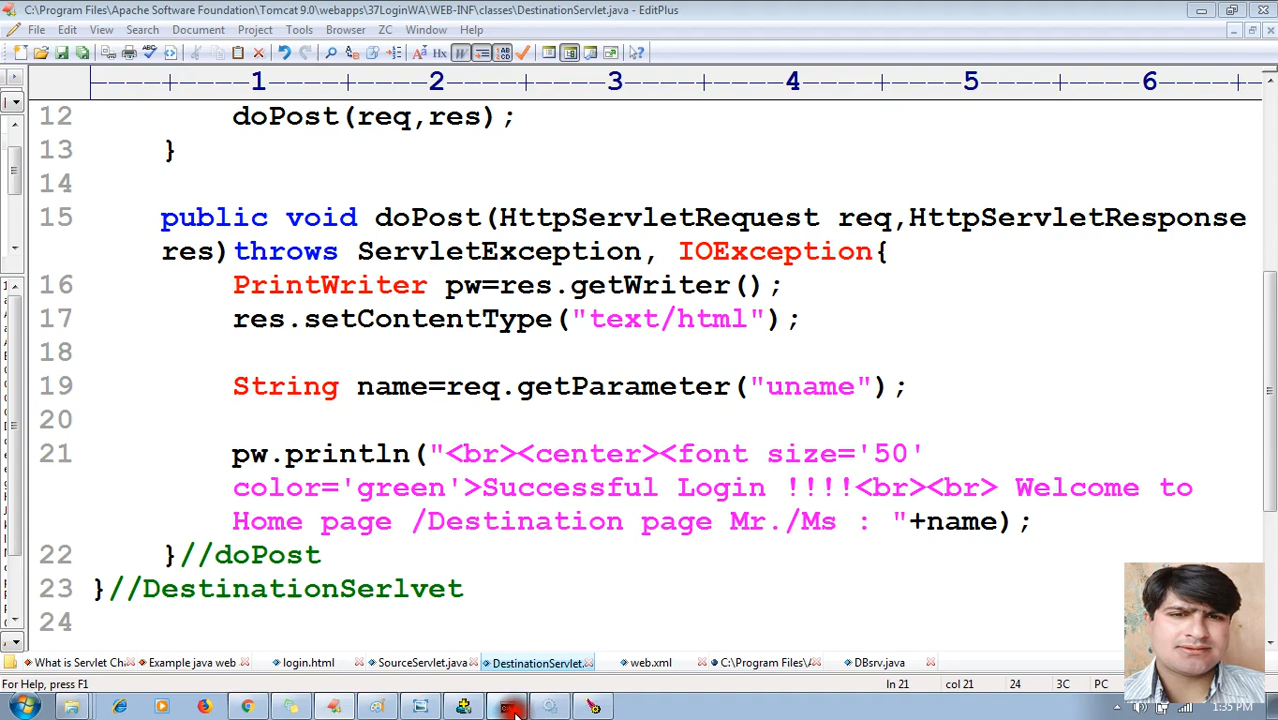 C:\Program Files\Apache Software Foundation\Tomcat 9.0\webapps\37LoginWA\WEB-INF\classes\DestinationServlet.java - EditPlus
File Edit View Search Document Project Tools Browser ZC Window Help
1 2 3 4 5 6
12 doPost(req,res);
13 }
14
15 public void doPost(HttpServletRequest req,HttpServletResponse
res)throws ServletException, IOException{
16 PrintWriter pw=res.getWriter();
17 res.setContentType("text/html");
18
19 String name=req.getParameter("uname");
20
21 pw.println("<br><center><font size='50'
color='green'>Successful Login !!!!<br><br> Welcome to
Home page /Destination page Mr./Ms : "+name);
22 }//doPost
23 }//DestinationSerlvet
24
What is Servlet Ch Example java web login.html SourceServlet.java DestinationServlet. web.xml C:\Program Files\ DBsrv.java
For Help, press F1 ln 21 col 21 24 3C PC
1:35 PM